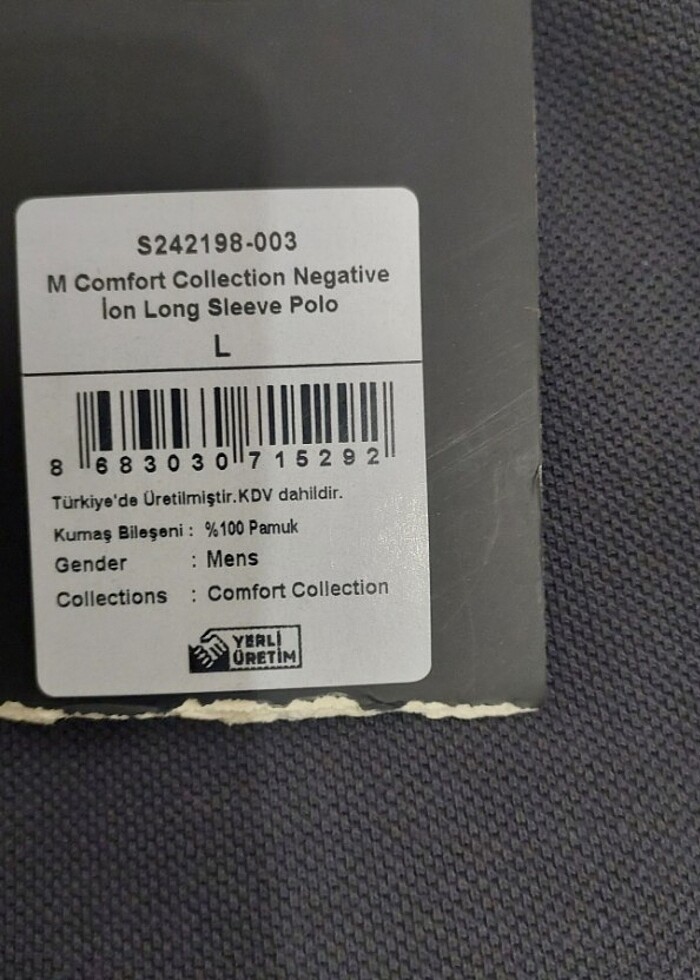 S242198-003
M Comfort Collection Negative
İon Long Sleeve Polo
L
8 683030 715292
Türkiye'de Üretilmiştir.KDV dahildir.
Kumaş Bileşeni : %100 Pamuk
Gender : Mens
Collections : Comfort Collection
YERLİ
ÜRETİM